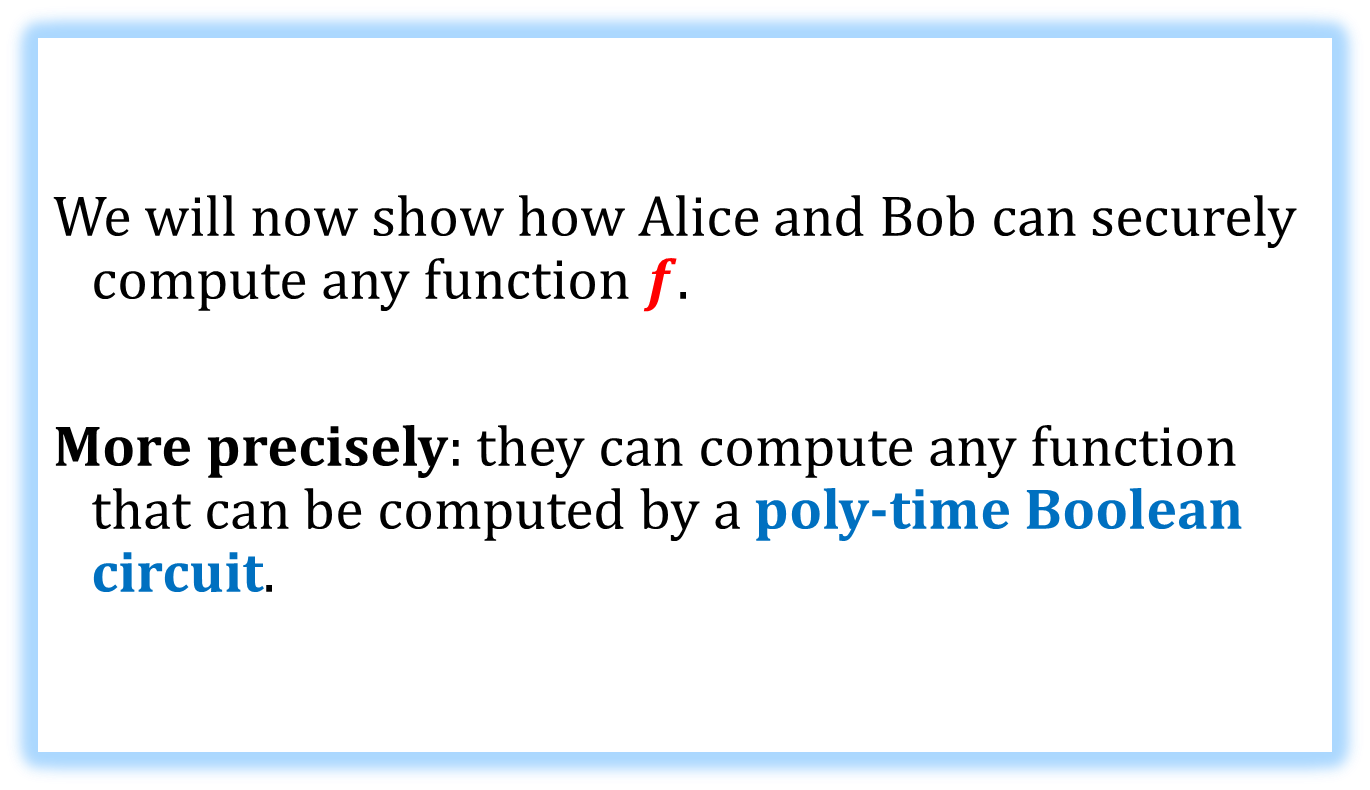 We will now show how Alice and Bob can securely
compute any function f.
More precisely: they can compute any function
that can be computed by a poly-time Boolean
circuit.